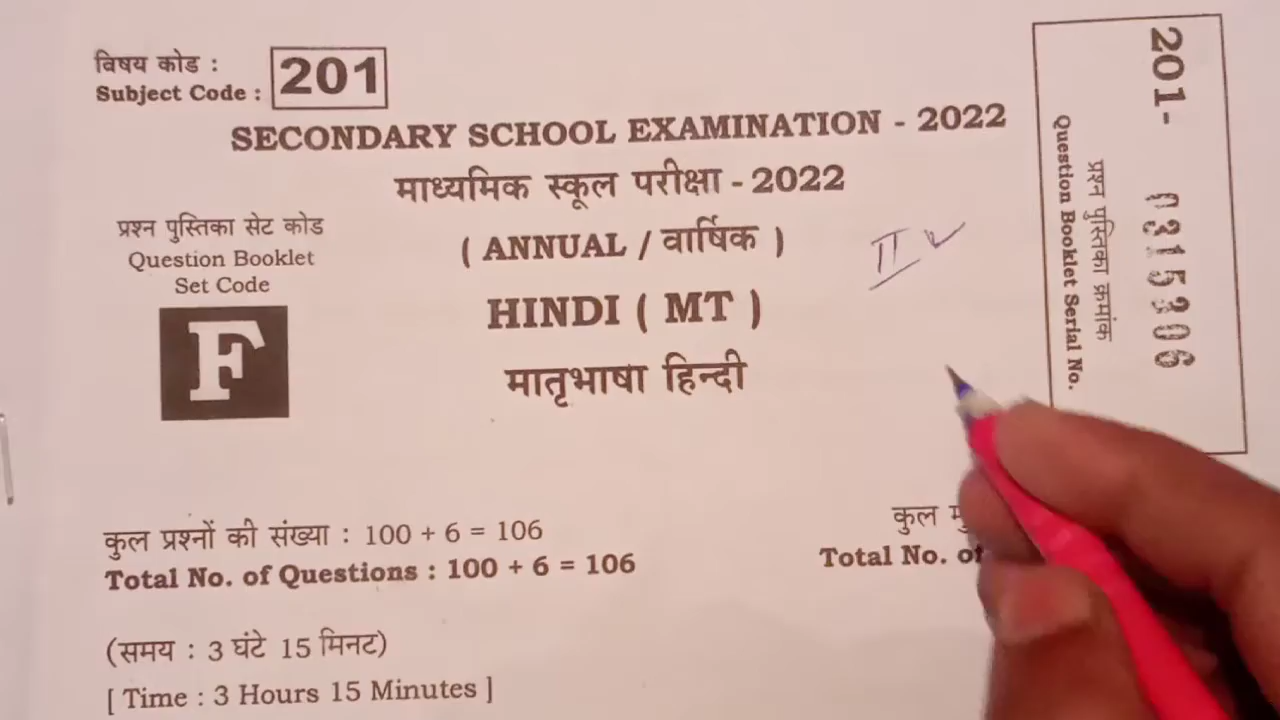 विषय कोड :
Subject Code :
201
SECONDARY SCHOOL EXAMINATION - 2022
माध्यमिक स्कूल परीक्षा - 2022
( ANNUAL / वार्षिक )
HINDI ( MT )
मातृभाषा हिन्दी
प्रश्न पुस्तिका सेट कोड
Question Booklet
Set Code
F
II
201-
0315306
प्रश्न पुस्तिका क्रमांक
Question Booklet Serial No.
कुल प्रश्नों की संख्या : 100 + 6 = 106
Total No. of Questions : 100 + 6 = 106
कुल
Total No. of
(समय : 3 घंटे 15 मिनट)
[ Time : 3 Hours 15 Minutes ]